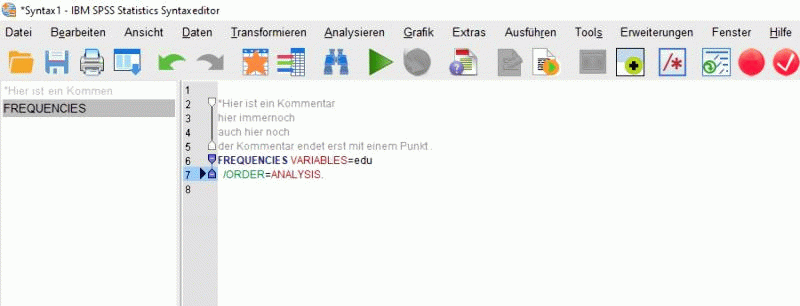 *Syntax1 - IBM SPSS Statistics Syntaxeditor
Datei Bearbeiten Ansicht Daten Transformieren Analysieren Grafik Extras Ausführen Tools Erweiterungen Fenster Hilfe
*Hier ist ein Kommen
FREQUENCIES
1
2 *Hier ist ein Kommentar
3 hier immernoch
4 auch hier noch
5 der Kommentar endet erst mit einem Punkt .
6 FREQUENCIES VARIABLES=edu
7 /ORDER=ANALYSIS.
8